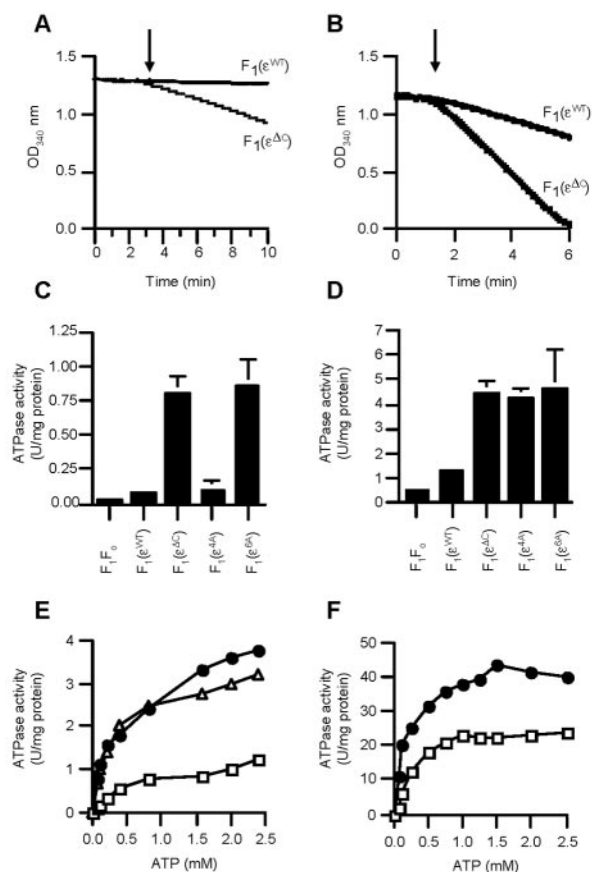 A
B
1.5
1.0
0.5
0.0
OD340 nm
F1(εWT)
F1(εΔC)
0 2 4 6 8 10
Time (min)
1.5
1.0
0.5
0.0
OD340 nm
F1(εWT)
F1(εΔC)
0 2 4 6
Time (min)
C
D
1.25
1.00
0.75
0.50
0.25
0.00
ATPase activity
(U/mg protein)
F1Fo
F1(εWT)
F1(εΔC)
F1(ε4A)
F1(ε6A)
7
6
5
4
3
2
1
0
ATPase activity
(U/mg protein)
F1Fo
F1(εWT)
F1(εΔC)
F1(ε4A)
F1(ε6A)
E
F
4
3
2
1
0
ATPase activity
(U/mg protein)
0.0 0.5 1.0 1.5 2.0 2.5
ATP (mM)
50
40
30
20
10
0
ATPase activity
(U/mg protein)
0.0 0.5 1.0 1.5 2.0 2.5
ATP (mM)